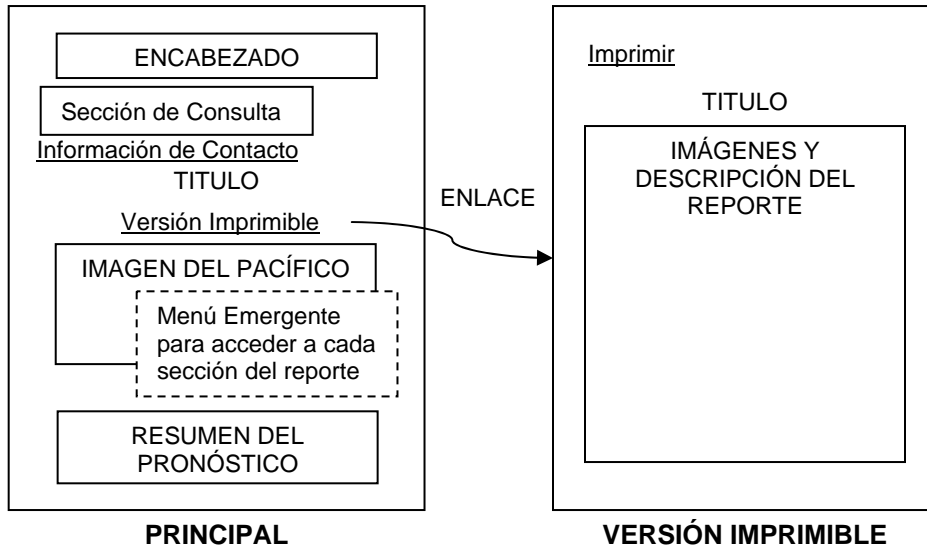 ENCABEZADO
Sección de Consulta
Información de Contacto
TITULO
Versión Imprimible
IMAGEN DEL PACÍFICO
Menú Emergente
para acceder a cada
sección del reporte
RESUMEN DEL
PRONÓSTICO
PRINCIPAL
ENLACE
Imprimir
TITULO
IMÁGENES Y
DESCRIPCIÓN DEL
REPORTE
VERSIÓN IMPRIMIBLE